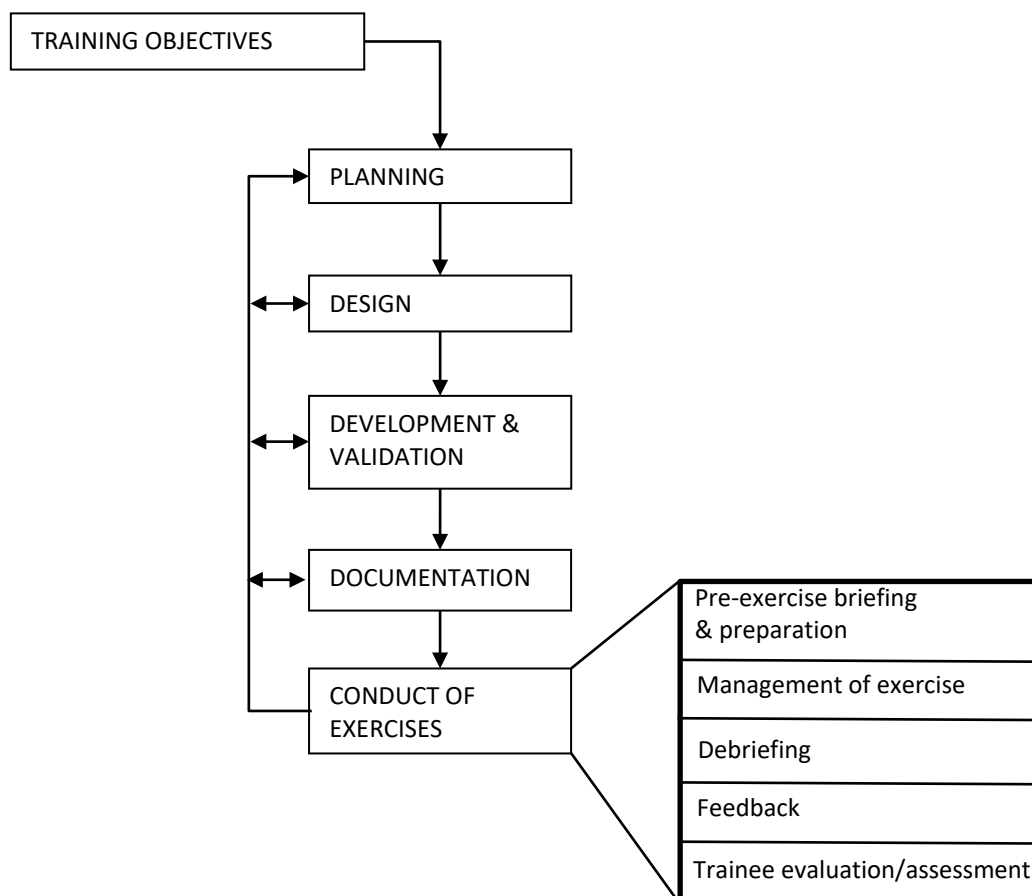 TRAINING OBJECTIVES
PLANNING
DESIGN
DEVELOPMENT &
VALIDATION
DOCUMENTATION
CONDUCT OF
EXERCISES
Pre-exercise briefing
& preparation
Management of exercise
Debriefing
Feedback
Trainee evaluation/assessment